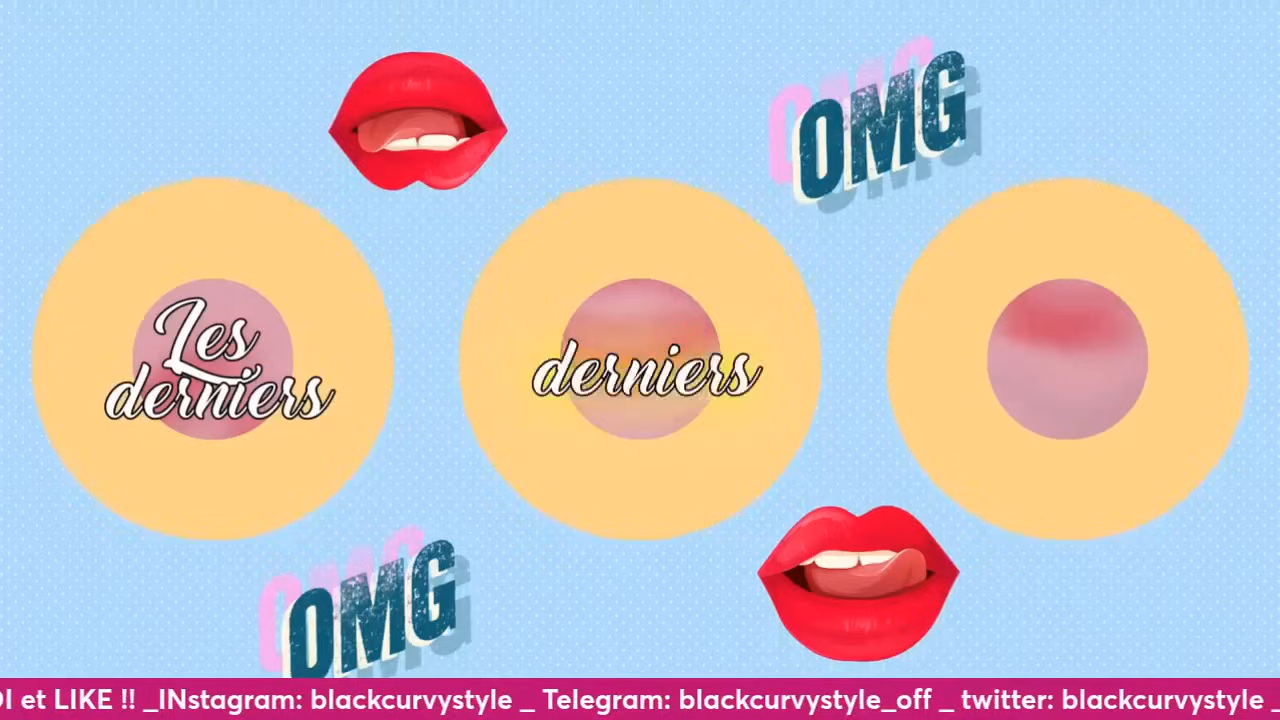 OMG
Les
derniers
derniers
OMG
I et LIKE !! _INstagram: blackcurvystyle _ Telegram: blackcurvystyle_off _ twitter: blackcurvystyle _